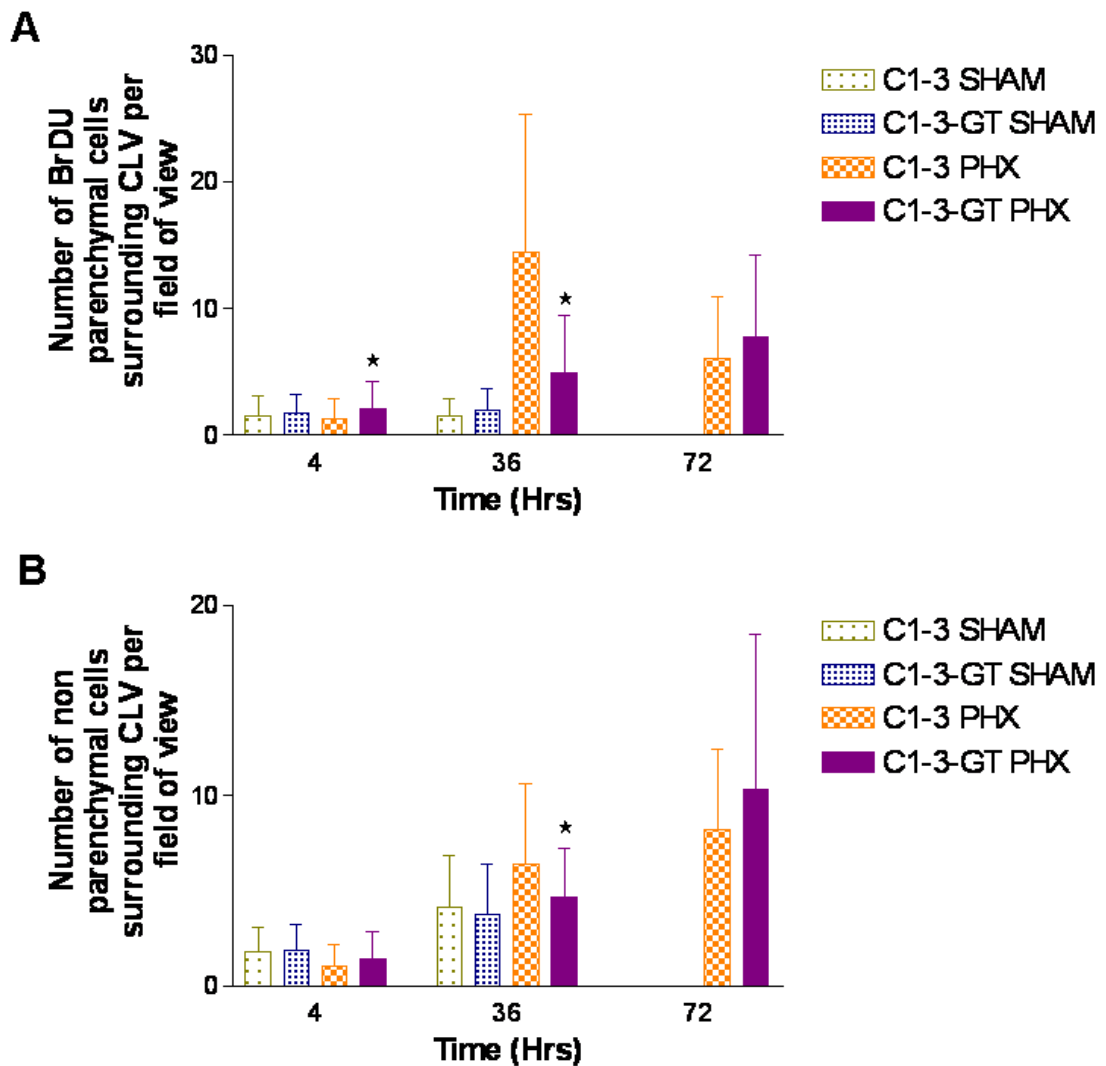 A
Number of BrDU
parenchymal cells
surrounding CLV per
field of view
30
20
10
0
4
36
72
Time (Hrs)
C1-3 SHAM
C1-3-GT SHAM
C1-3 PHX
C1-3-GT PHX
★
★
B
Number of non
parenchymal cells
surrounding CLV per
field of view
20
10
0
4
36
72
Time (Hrs)
C1-3 SHAM
C1-3-GT SHAM
C1-3 PHX
C1-3-GT PHX
★